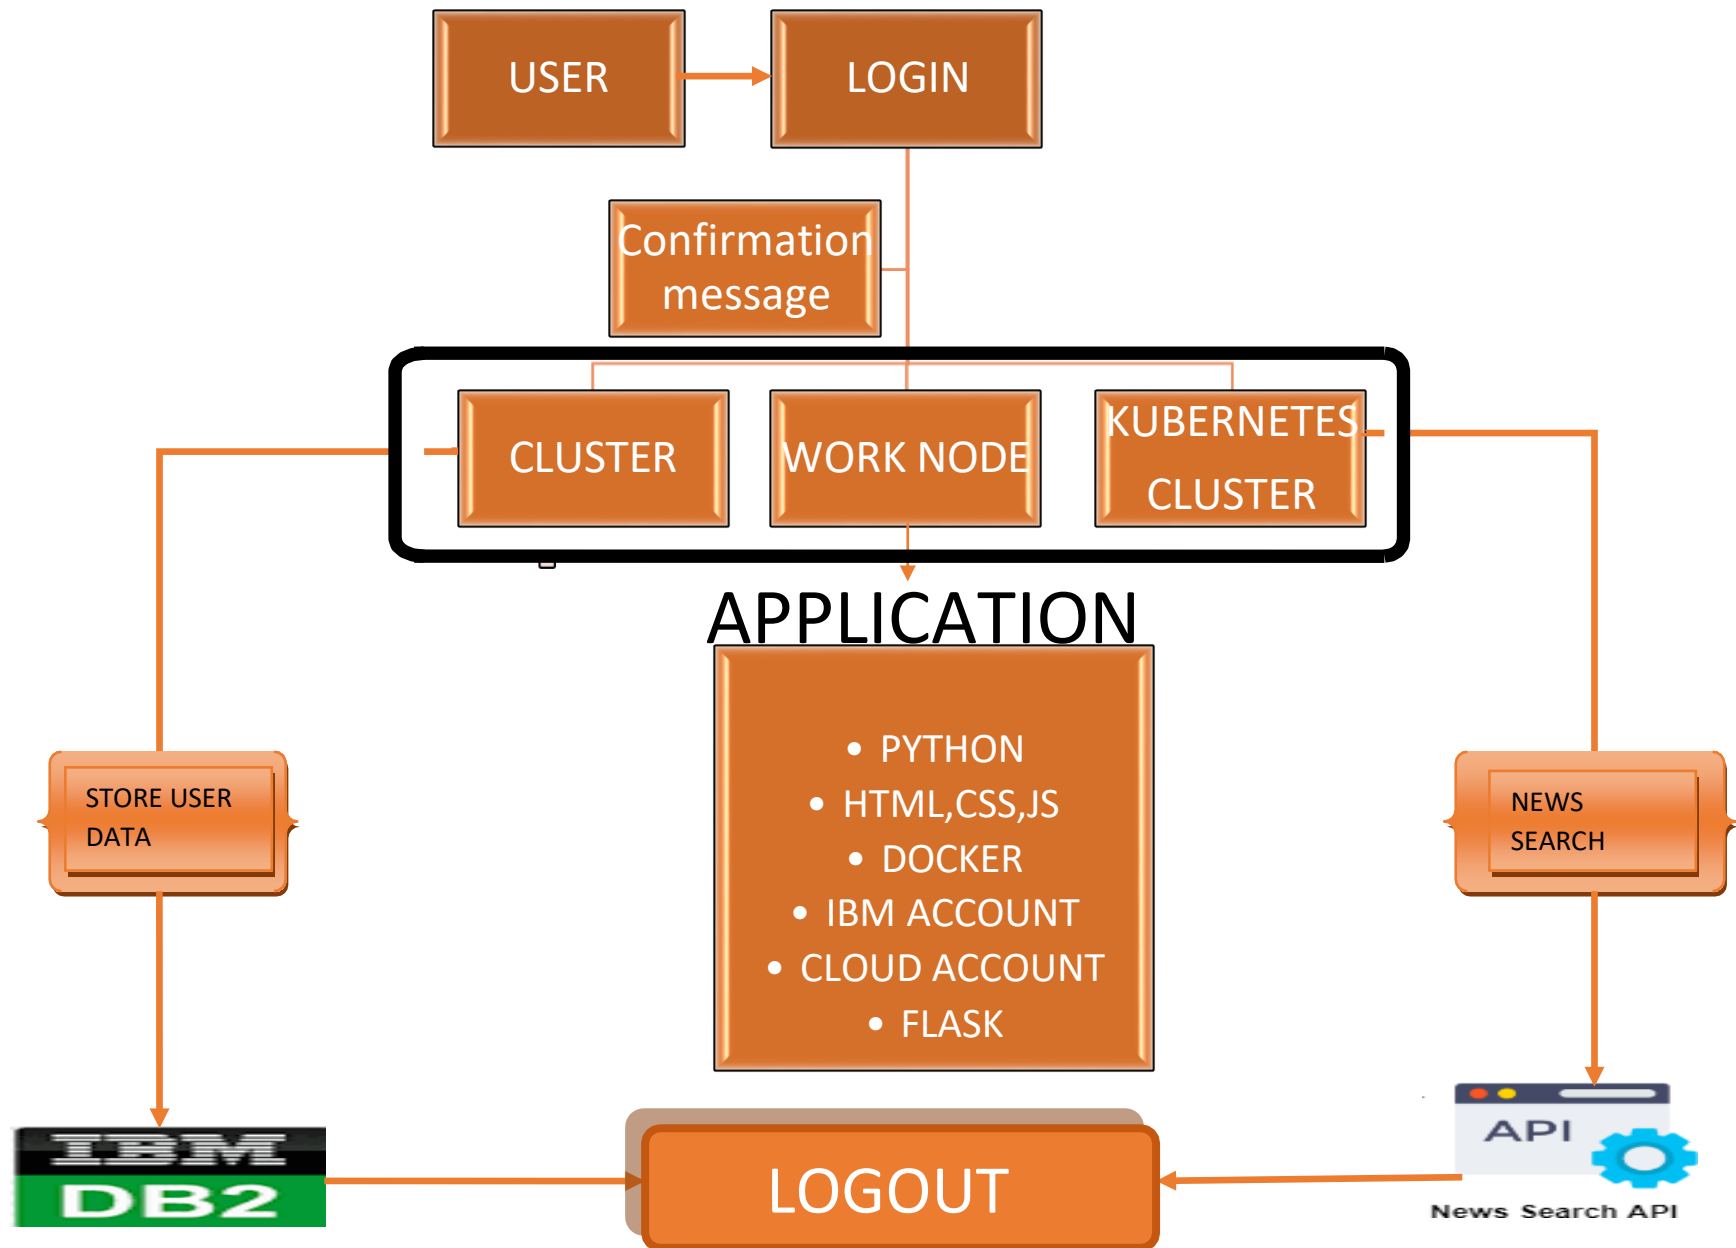 USER
LOGIN
Confirmation
message
CLUSTER
WORK NODE
KUBERNETES
CLUSTER
APPLICATION
• PYTHON
• HTML,CSS,JS
• DOCKER
• IBM ACCOUNT
• CLOUD ACCOUNT
• FLASK
STORE USER
DATA
NEWS
SEARCH
IBM
DB2
LOGOUT
API
News Search API